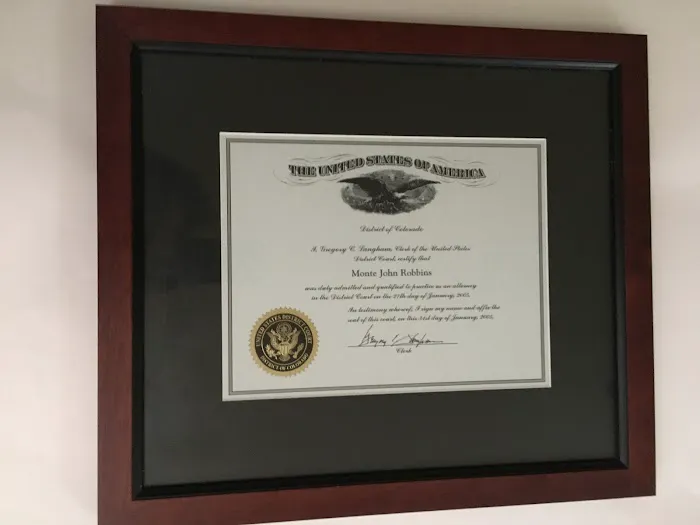 THE UNITED STATES OF AMERICA
District of Colorado
I, Gregory C. Langham, Clerk of the United States
District Court, certify that
Monte John Robbins
was duly admitted and qualified to practice as an attorney
in the District Court on the 27th day of January, 2003.
In testimony whereof, I sign my name and affix the
seal of this court, on this 31st day of January, 2003.
Clerk
UNITED STATES DISTRICT COURT
DISTRICT OF COLORADO